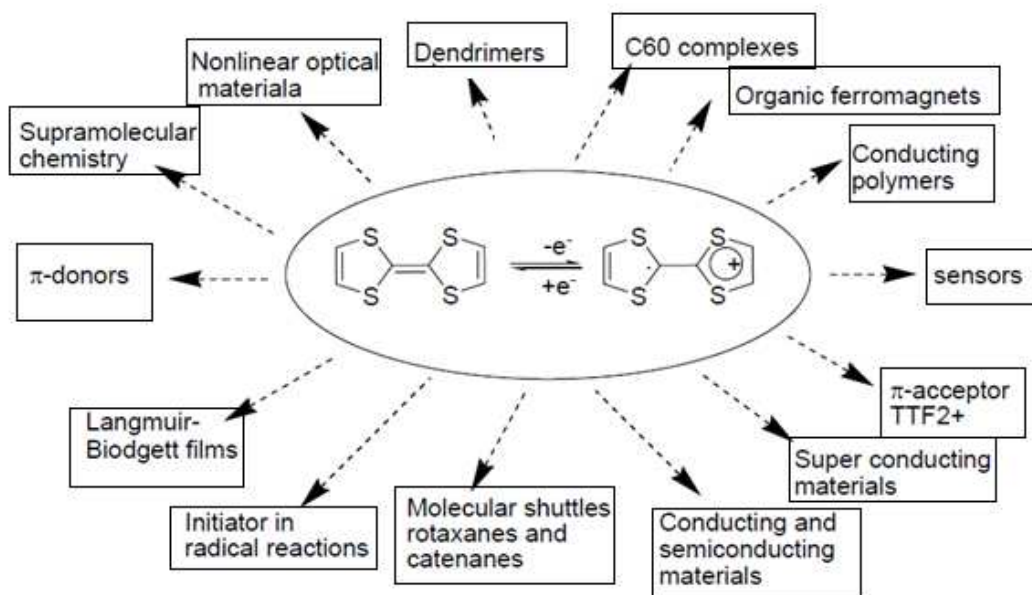 Dendrimers
C60 complexes
Nonlinear optical
materiala
Organic ferromagnets
Supramolecular
chemistry
Conducting
polymers
S
S
S
S
-e-
+e-
S
S
S
S
+
π-donors
sensors
π-acceptor
TTF2+
Langmuir-
Biodgett films
Super conducting
materials
Initiator in
radical reactions
Molecular shuttles
rotaxanes and
catenanes
Conducting and
semiconducting
materials